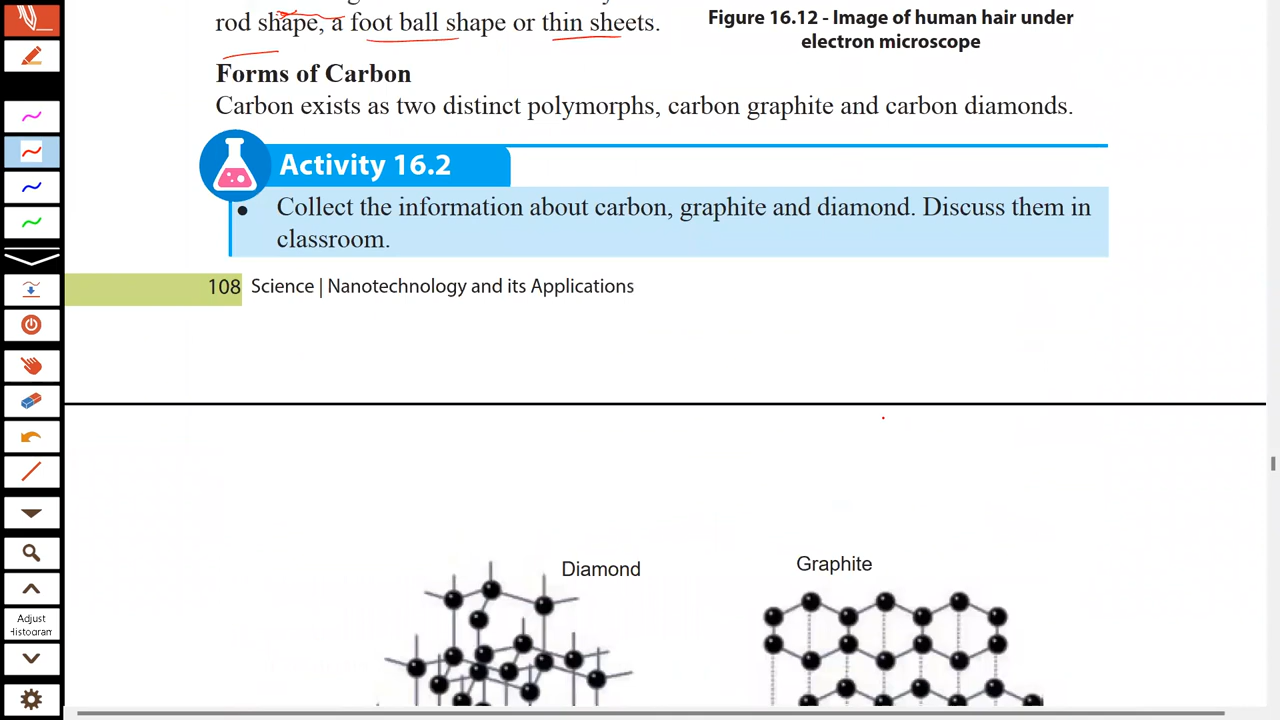 rod shape, a foot ball shape or thin sheets.
Figure 16.12 - Image of human hair under
electron microscope
Forms of Carbon
Carbon exists as two distinct polymorphs, carbon graphite and carbon diamonds.
Activity 16.2
• Collect the information about carbon, graphite and diamond. Discuss them in
classroom.
108 Science | Nanotechnology and its Applications
Diamond
Graphite
Adjust
Histogram